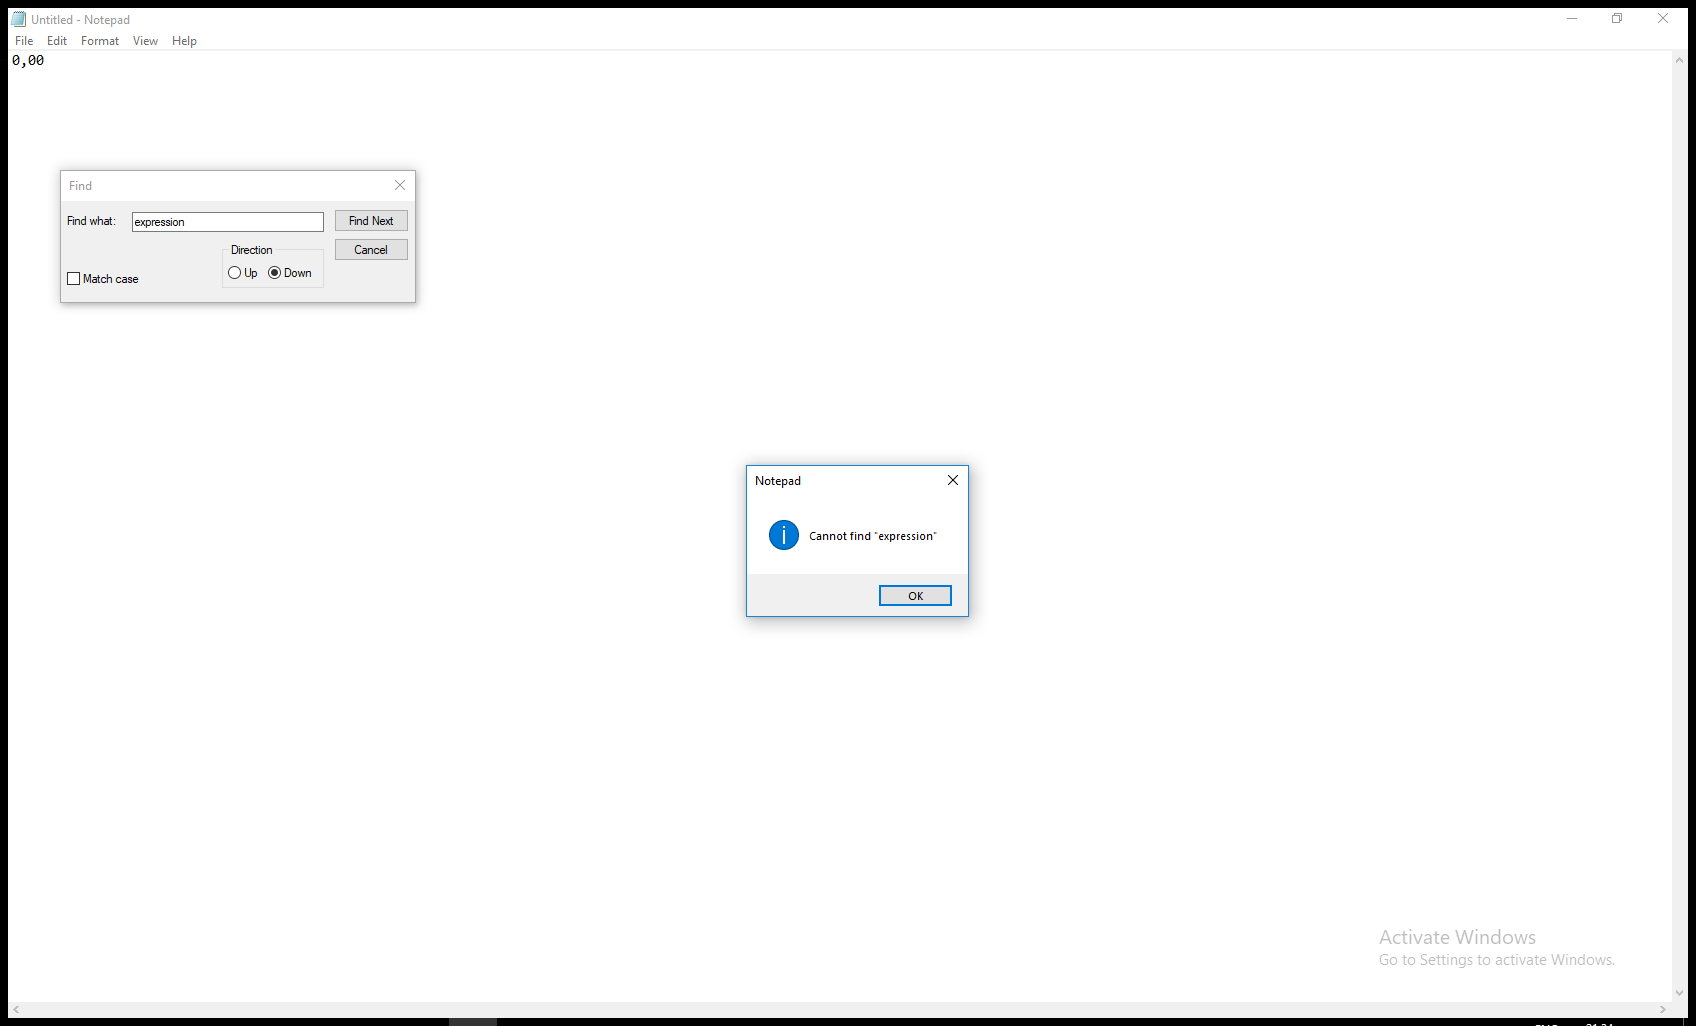 Untitled - Notepad
File Edit Format View Help
0,00
Find
Find what: expression Find Next
Direction Cancel
Up Down
Match case
Notepad
Cannot find "expression"
OK
Activate Windows
Go to Settings to activate Windows.